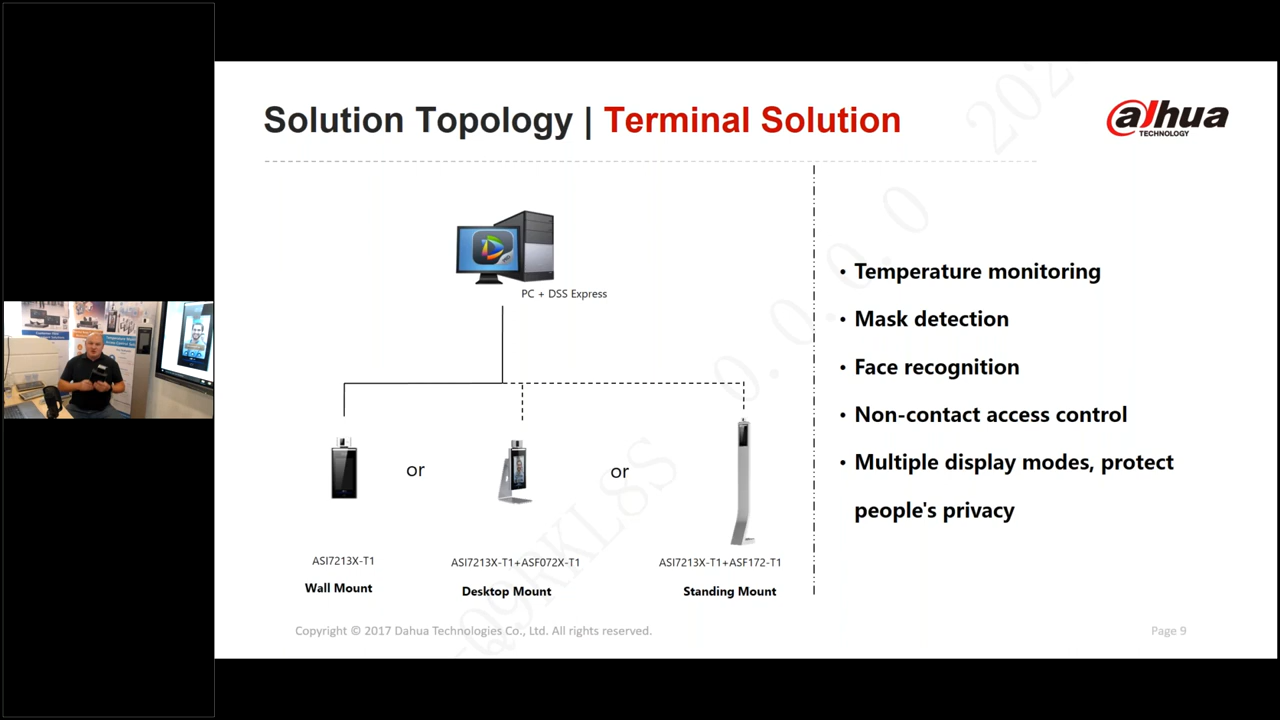 Solution Topology | Terminal Solution
alhua
TECHNOLOGY
PC + DSS Express
or
or
ASI7213X-T1
Wall Mount
ASI7213X-T1+ASF072X-T1
Desktop Mount
ASI7213X-T1+ASF172-T1
Standing Mount
• Temperature monitoring
• Mask detection
• Face recognition
• Non-contact access control
• Multiple display modes, protect
people's privacy
Copyright © 2017 Dahua Technologies Co., Ltd. All rights reserved.
Page 9